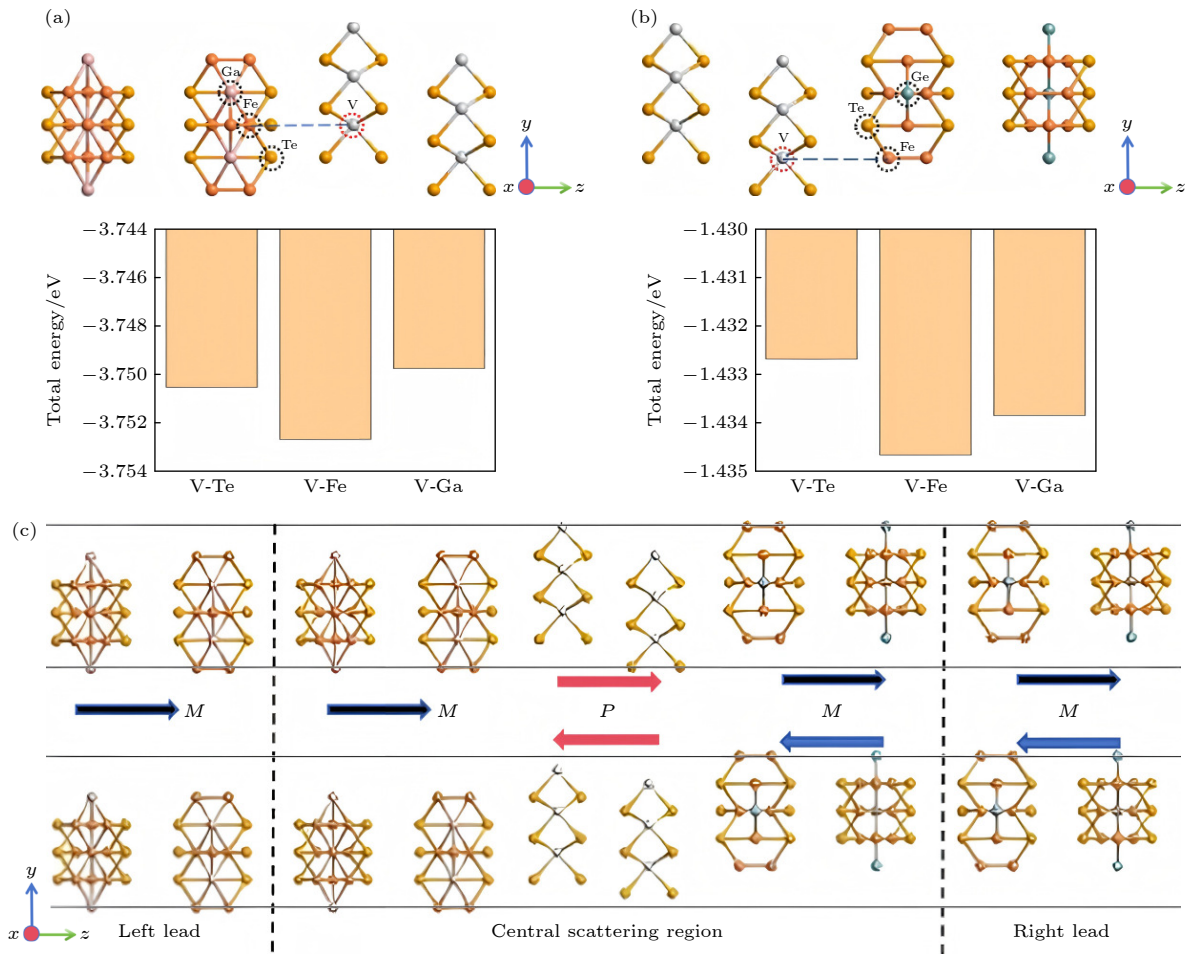 (a)
Ga
Fe
V
Te
y
x
z
−3.744
−3.746
−3.748
−3.750
−3.752
−3.754
Total energy/eV
V-Te V-Fe V-Ga
(b)
Ge
Te
V
Fe
y
x
z
−1.430
−1.431
−1.432
−1.433
−1.434
−1.435
Total energy/eV
V-Te V-Fe V-Ga
(c)
M M P M M
y
x
z
Left lead Central scattering region Right lead